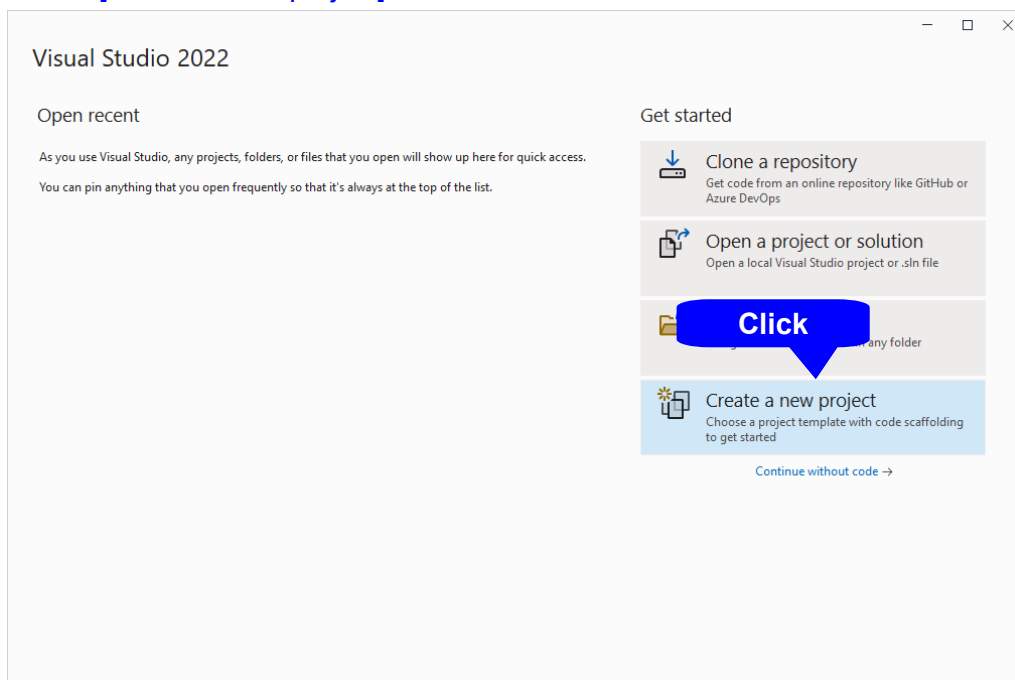 Visual Studio 2022
Open recent
As you use Visual Studio, any projects, folders, or files that you open will show up here for quick access.
You can pin anything that you open frequently so that it's always at the top of the list.
Get started
Clone a repository
Get code from an online repository like GitHub or
Azure DevOps
Open a project or solution
Open a local Visual Studio project or .sln file
Click
any folder
Create a new project
Choose a project template with code scaffolding
to get started
Continue without code →